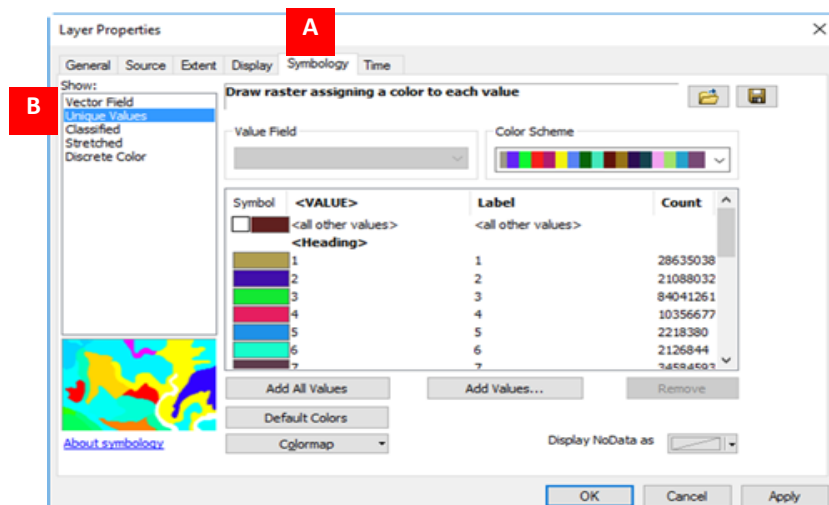 A
Layer Properties
General Source Extent Display Symbology Time
B
Show:
Vector Field
Unique Values
Classified
Stretched
Discrete Color
Draw raster assigning a color to each value
Value Field
Color Scheme
Symbol <VALUE> Label Count
<all other values> <all other values>
<Heading>
1 1 28635038
2 2 21088032
3 3 84041261
4 4 10356677
5 5 2218380
6 6 2126844
7 7 34584593
Add All Values Add Values... Remove
Default Colors
Colormap Display NoData as
About symbology
OK Cancel Apply